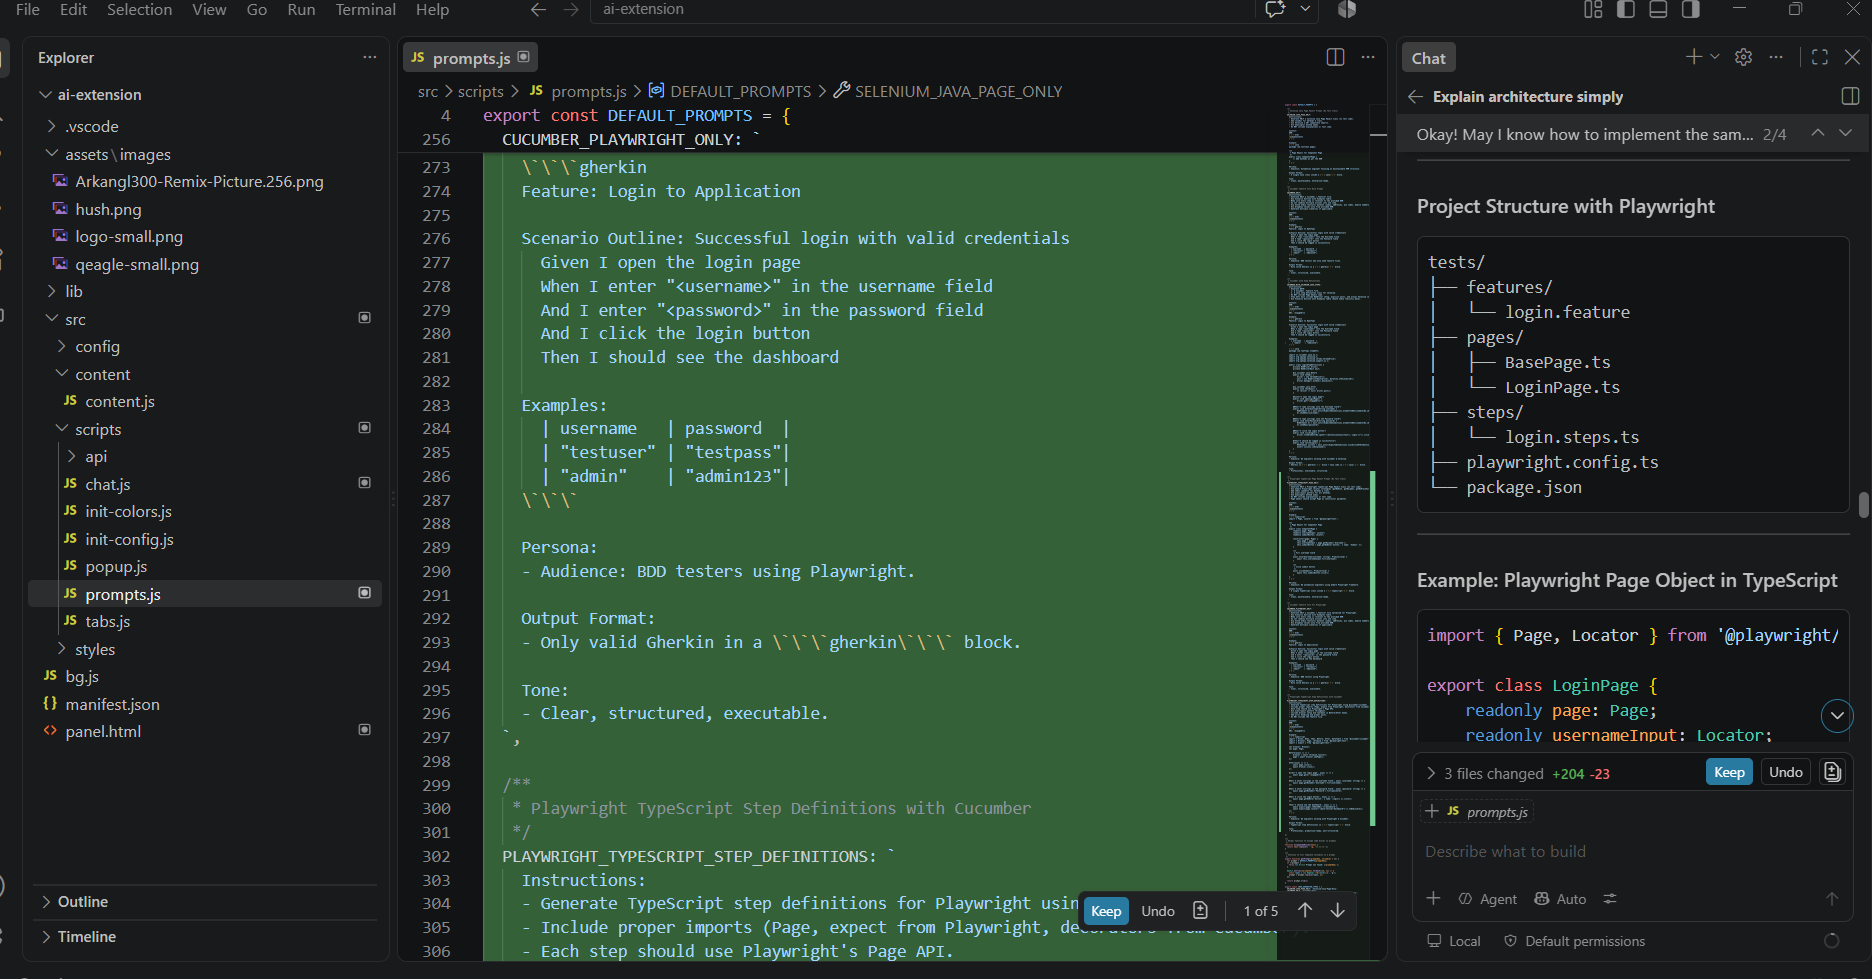 File Edit Selection View Go Run Terminal Help
ai-extension
Explorer
ai-extension
.vscode
assets\images
Arkangl300-Remix-Picture.256.png
hush.png
logo-small.png
qeagle-small.png
lib
src
config
content
JS content.js
scripts
api
JS chat.js
JS init-colors.js
JS init-config.js
JS popup.js
JS prompts.js
JS tabs.js
styles
JS bg.js
{} manifest.json
<> panel.html
Outline
Timeline
JS prompts.js
src > scripts > JS prompts.js > DEFAULT_PROMPTS > SELENIUM_JAVA_PAGE_ONLY
4 export const DEFAULT_PROMPTS = {
256 CUCUMBER_PLAYWRIGHT_ONLY: `
273 \`\`\`gherkin
274 Feature: Login to Application
275
276 Scenario Outline: Successful login with valid credentials
277 Given I open the login page
278 When I enter "<username>" in the username field
279 And I enter "<password>" in the password field
280 And I click the login button
281 Then I should see the dashboard
282
283 Examples:
284 | username | password |
285 | "testuser" | "testpass"|
286 | "admin" | "admin123"|
287 \`\`\`
288
289 Persona:
290 - Audience: BDD testers using Playwright.
291
292 Output Format:
293 - Only valid Gherkin in a \`\`\`gherkin\`\`\` block.
294
295 Tone:
296 - Clear, structured, executable.
297 `,
298
299 /**
300 * Playwright TypeScript Step Definitions with Cucumber
301 */
302 PLAYWRIGHT_TYPESCRIPT_STEP_DEFINITIONS: `
303 Instructions:
304 - Generate TypeScript step definitions for Playwright usin
305 - Include proper imports (Page, expect from Playwright,
306 - Each step should use Playwright's Page API.
Keep Undo 1 of 5
Chat
Explain architecture simply
Okay! May I know how to implement the sam... 2/4
Project Structure with Playwright
tests/
├── features/
│ └── login.feature
├── pages/
│ ├── BasePage.ts
│ └── LoginPage.ts
├── steps/
│ └── login.steps.ts
├── playwright.config.ts
└── package.json
Example: Playwright Page Object in TypeScript
import { Page, Locator } from '@playwright/
export class LoginPage {
readonly page: Page;
readonly usernameInput: Locator;
3 files changed +204 -23 Keep Undo
JS prompts.js
Describe what to build
Agent Auto
Local Default permissions